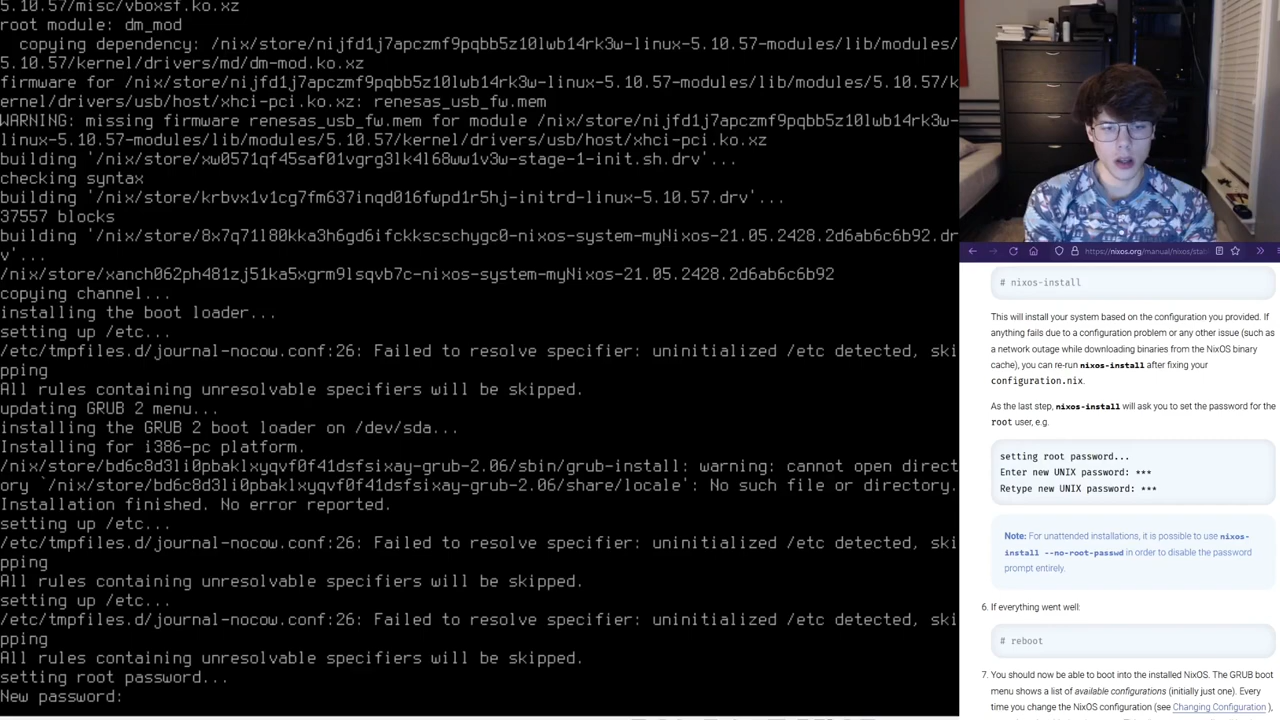 5.10.57/misc/vboxsf.ko.xz
root module: dm_mod
  copying dependency: /nix/store/nijfd1j7apczmf9pqbb5z10lwb14rk3w-linux-5.10.57-modules/lib/modules/
5.10.57/kernel/drivers/md/dm-mod.ko.xz
firmware for /nix/store/nijfd1j7apczmf9pqbb5z10lwb14rk3w-linux-5.10.57-modules/lib/modules/5.10.57/k
ernel/drivers/usb/host/xhci-pci.ko.xz: renesas_usb_fw.mem
WARNING: missing firmware renesas_usb_fw.mem for module /nix/store/nijfd1j7apczmf9pqbb5z10lwb14rk3w-
linux-5.10.57-modules/lib/modules/5.10.57/kernel/drivers/usb/host/xhci-pci.ko.xz
building '/nix/store/xw0571qf45saf01vgrg3lk4l68ww1v3w-stage-1-init.sh.drv'...
checking syntax
building '/nix/store/krbvx1v1cg7fm637inqd016fwpd1r5hj-initrd-linux-5.10.57.drv'...
37557 blocks
building '/nix/store/8x7q71l80kka3h6gd6ifckkscschygc0-nixos-system-myNixos-21.05.2428.2d6ab6c6b92.dr
v'...
/nix/store/xanch062ph481zj51ka5xgrm9lsqvb7c-nixos-system-myNixos-21.05.2428.2d6ab6c6b92
copying channel...
installing the boot loader...
setting up /etc...
/etc/tmpfiles.d/journal-nocow.conf:26: Failed to resolve specifier: uninitialized /etc detected, ski
pping
All rules containing unresolvable specifiers will be skipped.
updating GRUB 2 menu...
installing the GRUB 2 boot loader on /dev/sda...
Installing for i386-pc platform.
/nix/store/bd6c8d3li0pbaklxyqvf0f41dsfsixay-grub-2.06/sbin/grub-install: warning: cannot open direct
ory `/nix/store/bd6c8d3li0pbaklxyqvf0f41dsfsixay-grub-2.06/share/locale': No such file or directory.
Installation finished. No error reported.
setting up /etc...
/etc/tmpfiles.d/journal-nocow.conf:26: Failed to resolve specifier: uninitialized /etc detected, ski
pping
All rules containing unresolvable specifiers will be skipped.
setting up /etc...
/etc/tmpfiles.d/journal-nocow.conf:26: Failed to resolve specifier: uninitialized /etc detected, ski
pping
All rules containing unresolvable specifiers will be skipped.
setting root password...
New password:
https://nixos.org/manual/nixos/stab
# nixos-install
This will install your system based on the configuration you provided. If
anything fails due to a configuration problem or any other issue (such as
a network outage while downloading binaries from the NixOS binary
cache), you can re-run nixos-install after fixing your
configuration.nix.
As the last step, nixos-install will ask you to set the password for the
root user, e.g.
setting root password...
Enter new UNIX password: ***
Retype new UNIX password: ***
Note: For unattended installations, it is possible to use nixos-
install --no-root-passwd in order to disable the password
prompt entirely.
6. If everything went well:
# reboot
7. You should now be able to boot into the installed NixOS. The GRUB boot
menu shows a list of available configurations (initially just one). Every
time you change the NixOS configuration (see Changing Configuration ),